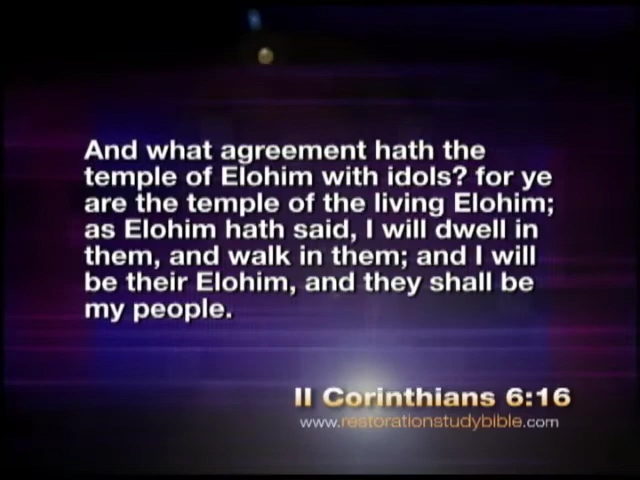 And what agreement hath the
temple of Elohim with idols? for ye
are the temple of the living Elohim;
as Elohim hath said, I will dwell in
them, and walk in them; and I will
be their Elohim, and they shall be
my people.
II Corinthians 6:16
www.restorationstudybible.com